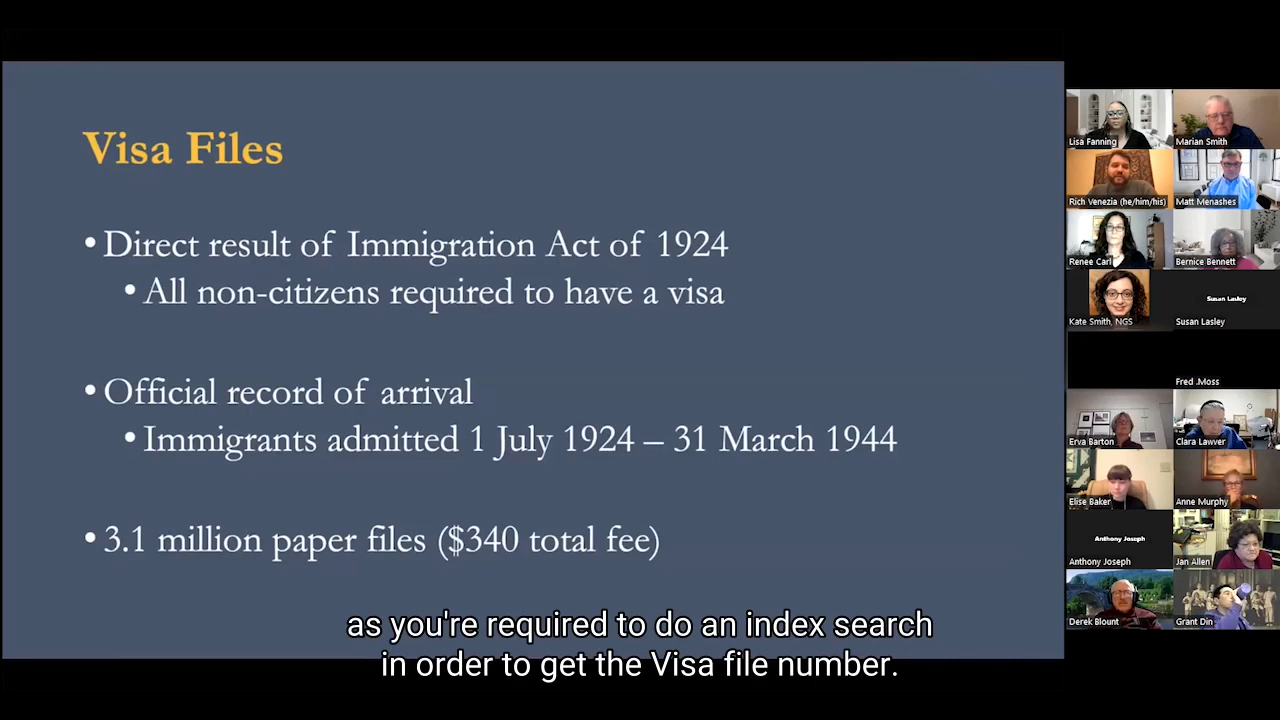 Visa Files
• Direct result of Immigration Act of 1924
• All non-citizens required to have a visa
• Official record of arrival
• Immigrants admitted 1 July 1924 – 31 March 1944
• 3.1 million paper files ($340 total fee)
as you're required to do an index search
in order to get the Visa file number.
Lisa Fanning
Marian Smith
Rich Venezia (he/him/his)
Matt Menashes
Renee Carl
Bernice Bennett
Kate Smith, NGS
Susan Lasley
Susan Lasley
Fred .Moss
Erva Barton
Clara Lawver
Elise Baker
Anne Murphy
Anthony Joseph
Anthony Joseph
Jan Allen
Derek Blount
Grant Din